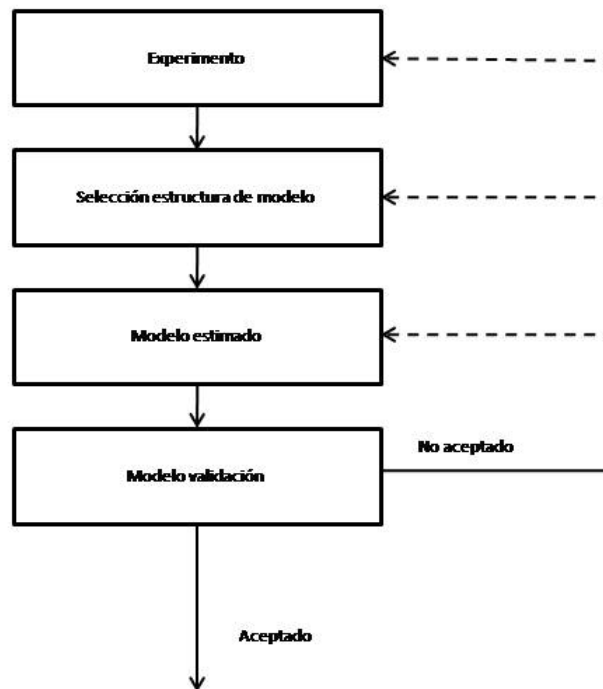 Experimento
Selección estructura de modelo
Modelo estimado
No aceptado
Modelo validación
Aceptado